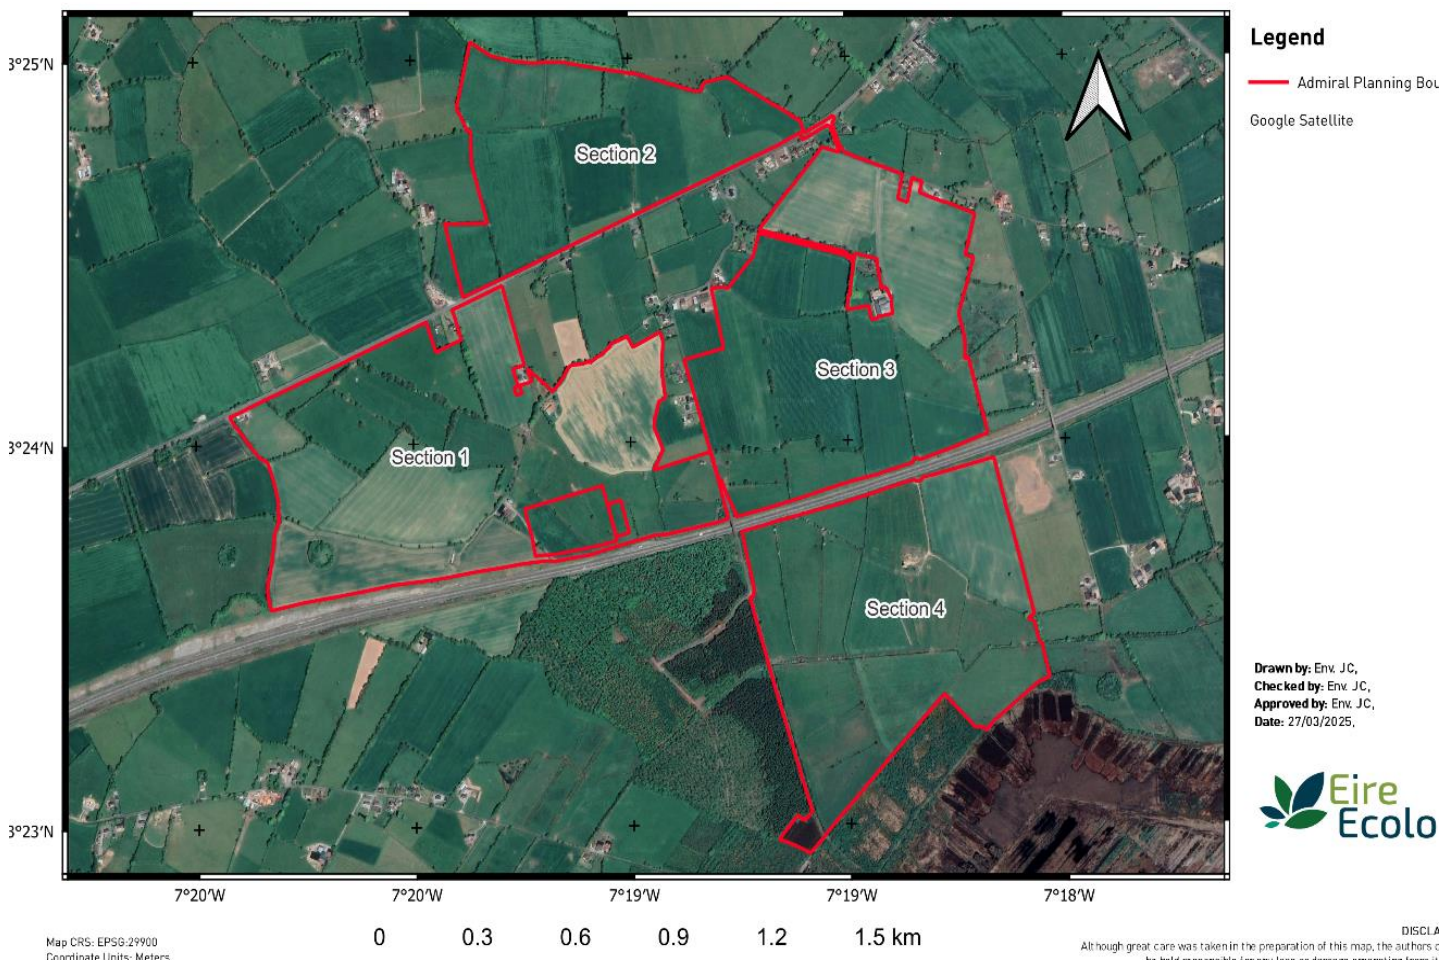 Legend
Admiral Planning Bou
Google Satellite
3°25'N
3°24'N
3°23'N
Section 2
Section 3
Section 1
Section 4
Drawn by: Env. JC,
Checked by: Env. JC,
Approved by: Env. JC,
Date: 27/03/2025,
Eire
Ecolo
7°20'W 7°20'W 7°19'W 7°19'W 7°18'W
0 0.3 0.6 0.9 1.2 1.5 km
Map CRS: EPSG:29900
Coordinate Units: Meters
DISCLA
Although great care was taken in the preparation of this map, the authors c